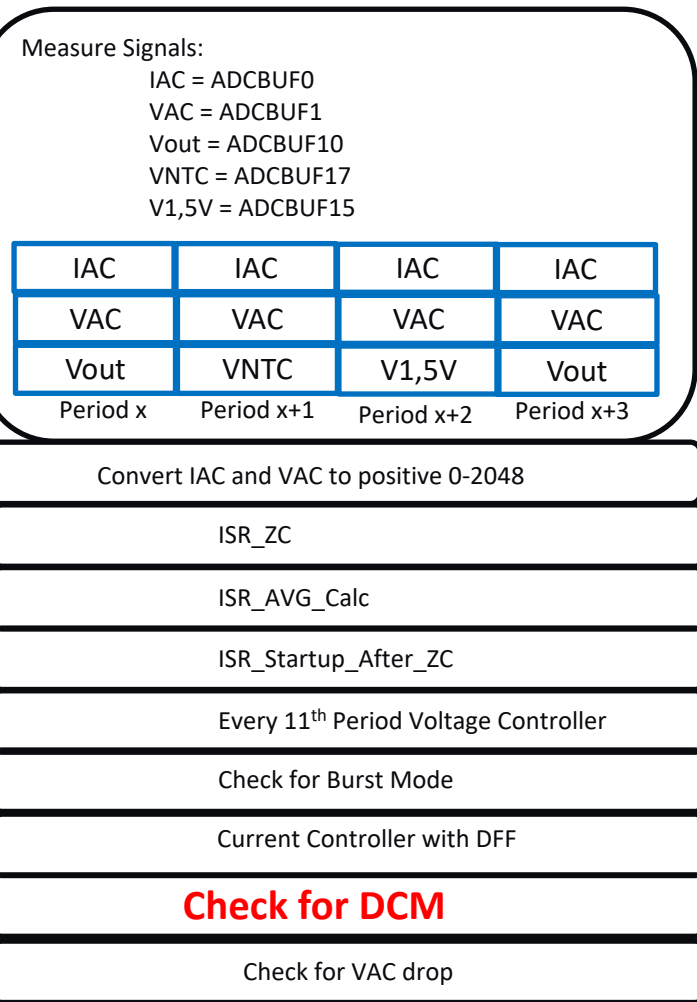 Measure Signals:
IAC = ADCBUF0
VAC = ADCBUF1
Vout = ADCBUF10
VNTC = ADCBUF17
V1,5V = ADCBUF15
IAC IAC IAC IAC
VAC VAC VAC VAC
Vout VNTC V1,5V Vout
Period x Period x+1 Period x+2 Period x+3
Convert IAC and VAC to positive 0-2048
ISR_ZC
ISR_AVG_Calc
ISR_Startup_After_ZC
Every 11th Period Voltage Controller
Check for Burst Mode
Current Controller with DFF
Check for DCM
Check for VAC drop